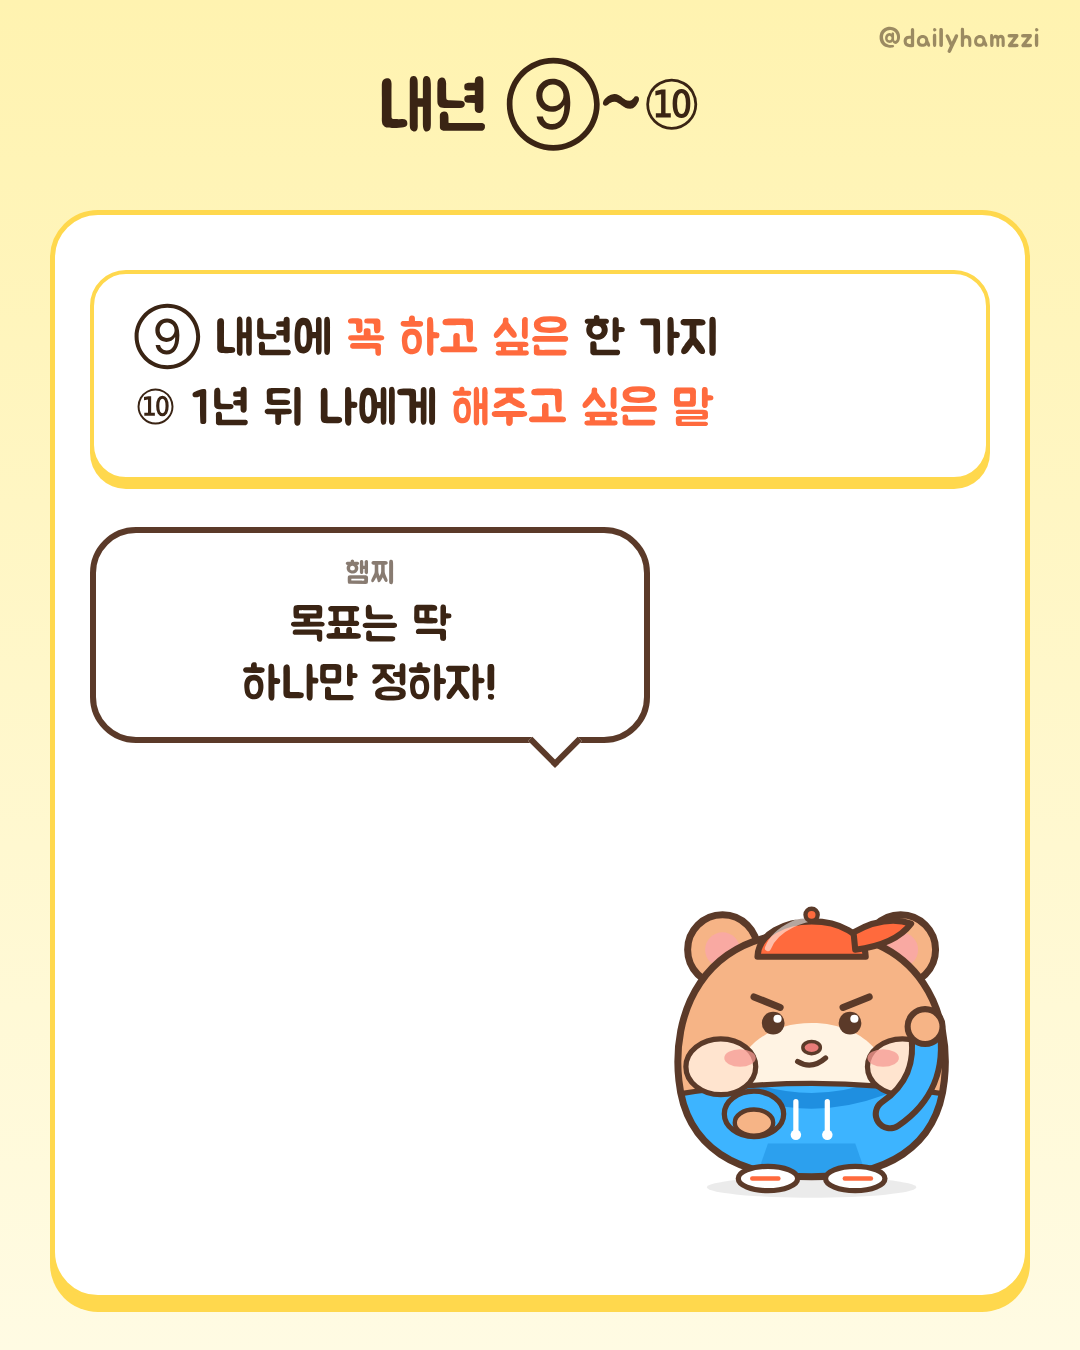 @dailyhamzzi
내년 ⑨~⑩
⑨ 내년에 꼭 하고 싶은 한 가지
⑩ 1년 뒤 나에게 해주고 싶은 말
햄찌
목표는 딱
하나만 정하자!